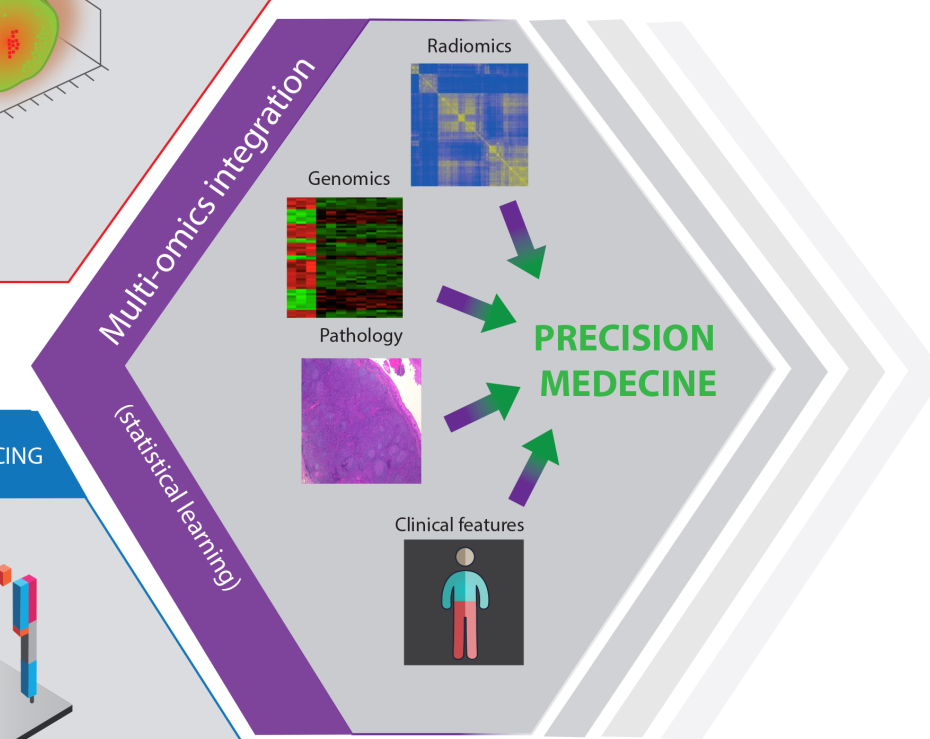 Radiomics
Multi-omics integration
Genomics
Pathology
PRECISION
MEDECINE
CING
(statistical learning)
Clinical features